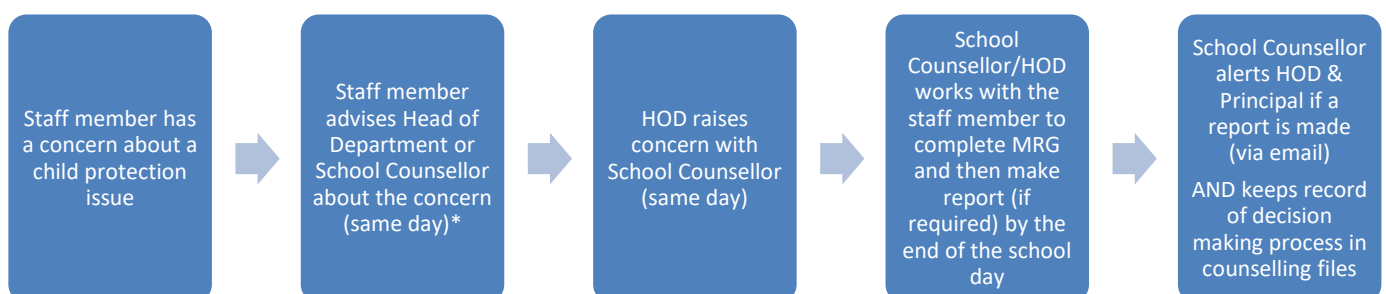 Staff member has
a concern about a
child protection
issue
Staff member
advises Head of
Department or
School Counsellor
about the concern
(same day)*
HOD raises
concern with
School Counsellor
(same day)
School
Counsellor/HOD
works with the
staff member to
complete MRG
and then make
report (if
required) by the
end of the school
day
School Counsellor
alerts HOD &
Principal if a
report is made
(via email)
AND keeps record
of decision
making process in
counselling files